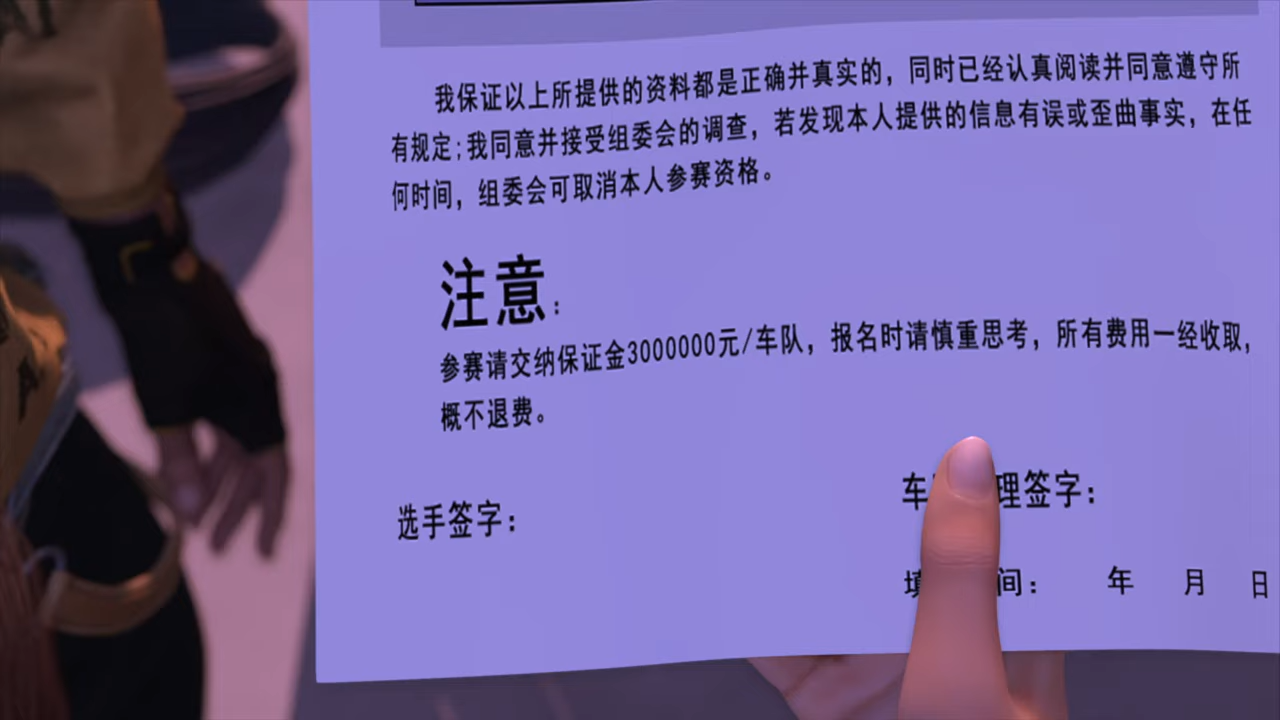 我保证以上所提供的资料都是正确并真实的，同时已经认真阅读并同意遵守所
有规定;我同意并接受组委会的调查，若发现本人提供的信息有误或歪曲事实，在任
何时间，组委会可取消本人参赛资格。
注意:
参赛请交纳保证金3000000元/车队，报名时请慎重思考，所有费用一经收取，
概不退费。
选手签字：
车 理签字：
间： 年 月 日